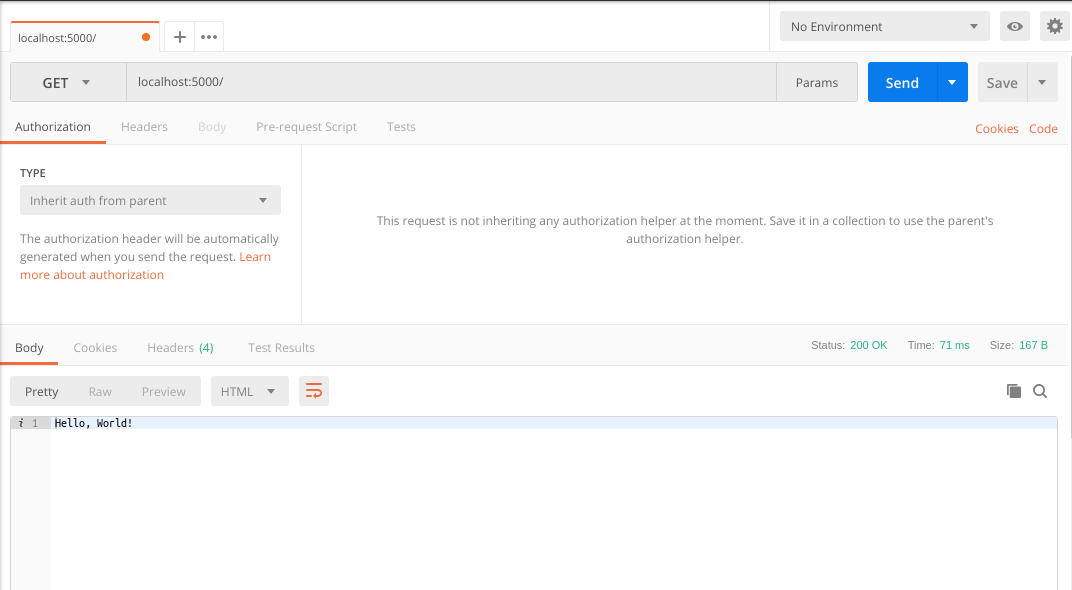 localhost:5000/
No Environment
GET localhost:5000/ Params Send Save
Authorization Headers Body Pre-request Script Tests Cookies Code
TYPE
Inherit auth from parent
The authorization header will be automatically
generated when you send the request. Learn
more about authorization
This request is not inheriting any authorization helper at the moment. Save it in a collection to use the parent's
authorization helper.
Body Cookies Headers (4) Test Results Status: 200 OK Time: 71 ms Size: 167 B
Pretty Raw Preview HTML
i 1 Hello, World!